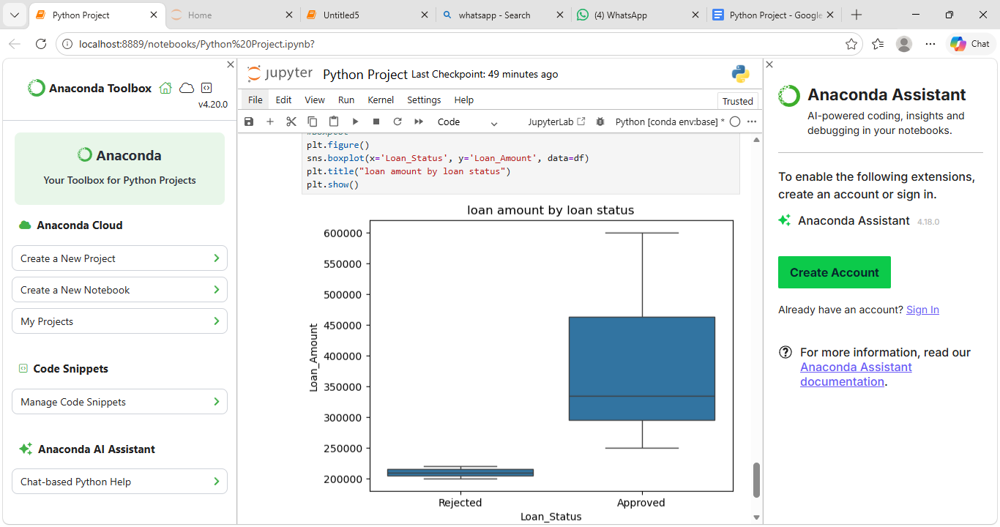 Python Project
Home
Untitled5
whatsapp - Search
(4) WhatsApp
Python Project - Google
localhost:8889/notebooks/Python%20Project.ipynb?
Chat
Anaconda Toolbox
v4.20.0
Anaconda
Your Toolbox for Python Projects
Anaconda Cloud
Create a New Project
Create a New Notebook
My Projects
Code Snippets
Manage Code Snippets
Anaconda AI Assistant
Chat-based Python Help
jupyter Python Project Last Checkpoint: 49 minutes ago
File Edit View Run Kernel Settings Help
Trusted
Code
JupyterLab
Python [conda env:base] *
#boxplot
plt.figure()
sns.boxplot(x='Loan_Status', y='Loan_Amount', data=df)
plt.title("loan amount by loan status")
plt.show()
loan amount by loan status
600000
550000
500000
450000
400000
350000
300000
250000
200000
Loan_Amount
Rejected
Approved
Loan_Status
Anaconda Assistant
AI-powered coding, insights and
debugging in your notebooks.
To enable the following extensions,
create an account or sign in.
Anaconda Assistant 4.18.0
Create Account
Already have an account? Sign In
For more information, read our
Anaconda Assistant
documentation.